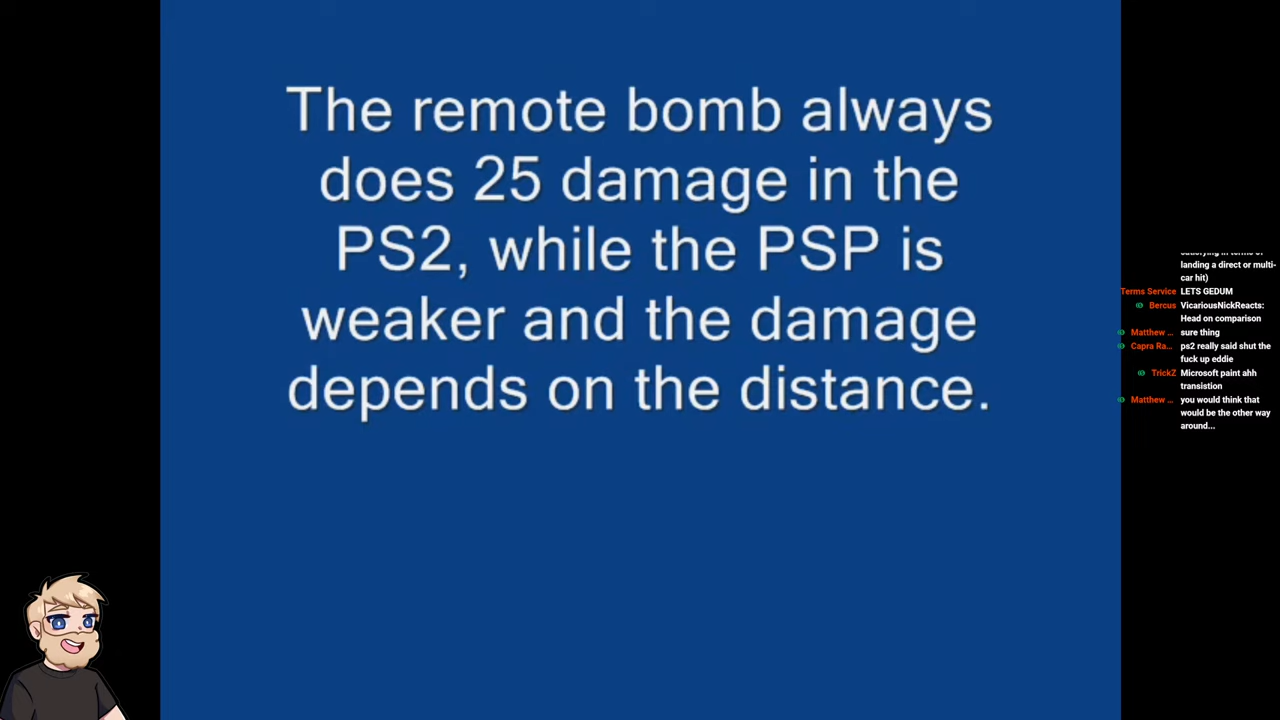 The remote bomb always
does 25 damage in the
PS2, while the PSP is
weaker and the damage
depends on the distance.
landing a direct or multi-
car hit)
Terms Service LETS GEDUM
Bercus VicariousNickReacts:
Head on comparison
Matthew ... sure thing
Capra Ra... ps2 really said shut the
fuck up eddie
TrickZ Microsoft paint ahh
transistion
Matthew ... you would think that
would be the other way
around...